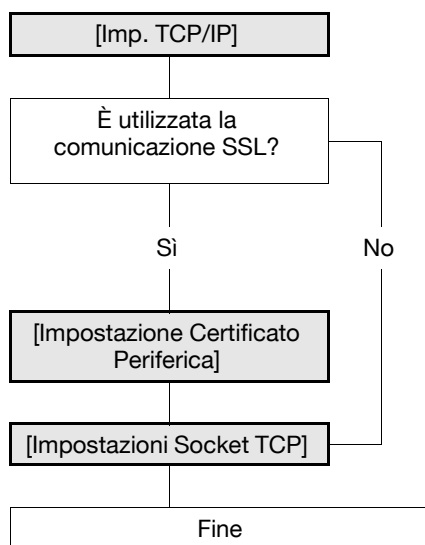 [Imp. TCP/IP]
È utilizzata la
comunicazione SSL?
Sì
No
[Impostazione Certificato
Periferica]
[Impostazioni Socket TCP]
Fine